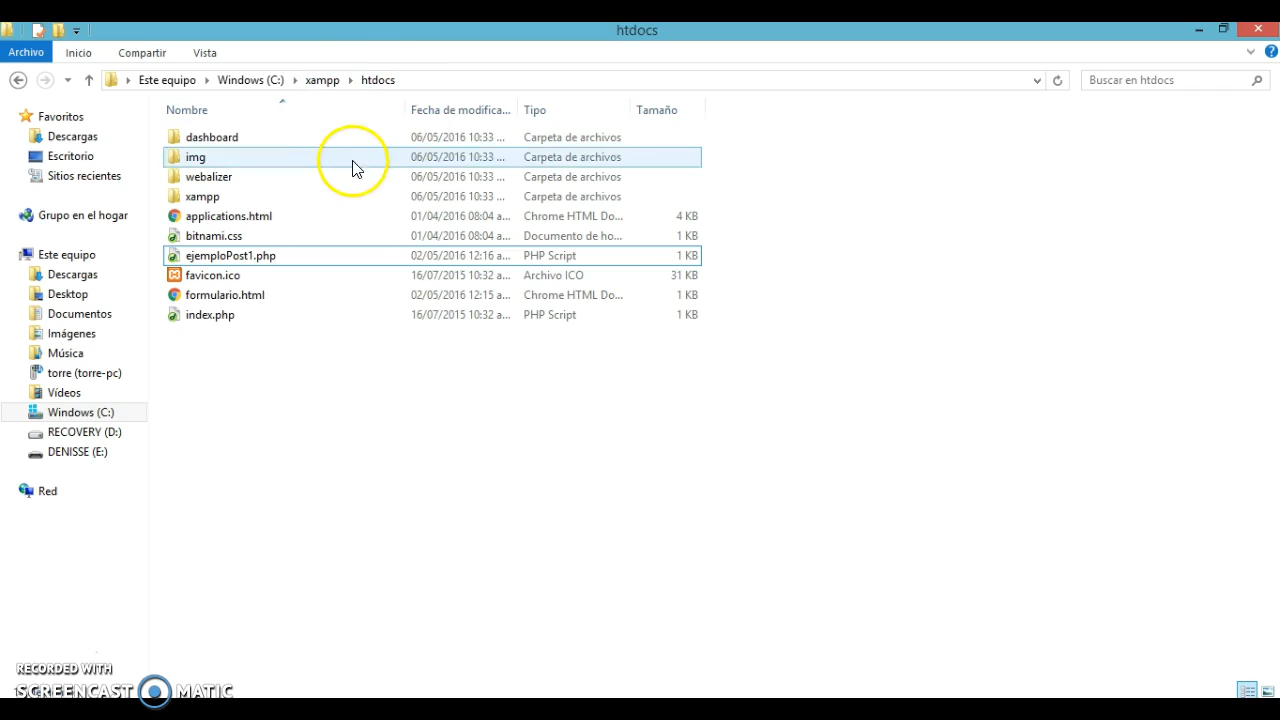 htdocs
Archivo Inicio Compartir Vista
Este equipo Windows (C:) xampp htdocs Buscar en htdocs
Nombre Fecha de modifica... Tipo Tamaño
Favoritos
Descargas
Escritorio
Sitios recientes
Grupo en el hogar
Este equipo
Descargas
Desktop
Documentos
Imágenes
Música
torre (torre-pc)
Vídeos
Windows (C:)
RECOVERY (D:)
DENISSE (E:)
Red
dashboard 06/05/2016 10:33 ... Carpeta de archivos
img 06/05/2016 10:33 ... Carpeta de archivos
webalizer 06/05/2016 10:33 ... Carpeta de archivos
xampp 06/05/2016 10:33 ... Carpeta de archivos
applications.html 01/04/2016 08:04 a... Chrome HTML Do... 4 KB
bitnami.css 01/04/2016 08:04 a... Documento de ho... 1 KB
ejemploPost1.php 02/05/2016 12:16 a... PHP Script 1 KB
favicon.ico 16/07/2015 10:32 a... Archivo ICO 31 KB
formulario.html 02/05/2016 12:15 a... Chrome HTML Do... 1 KB
index.php 16/07/2015 10:32 a... PHP Script 1 KB
RECORDED WITH
SCREENCAST MATIC